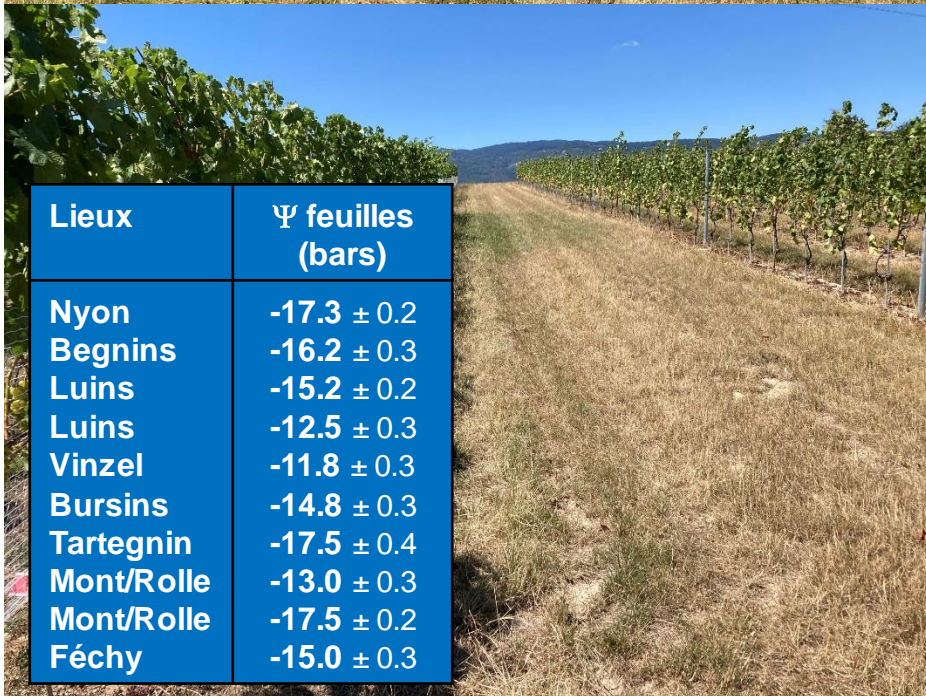 Lieux Ψ feuilles
(bars)
Nyon -17.3 ± 0.2
Begnins -16.2 ± 0.3
Luins -15.2 ± 0.2
Luins -12.5 ± 0.3
Vinzel -11.8 ± 0.3
Bursins -14.8 ± 0.3
Tartegnin -17.5 ± 0.4
Mont/Rolle -13.0 ± 0.3
Mont/Rolle -17.5 ± 0.2
Féchy -15.0 ± 0.3